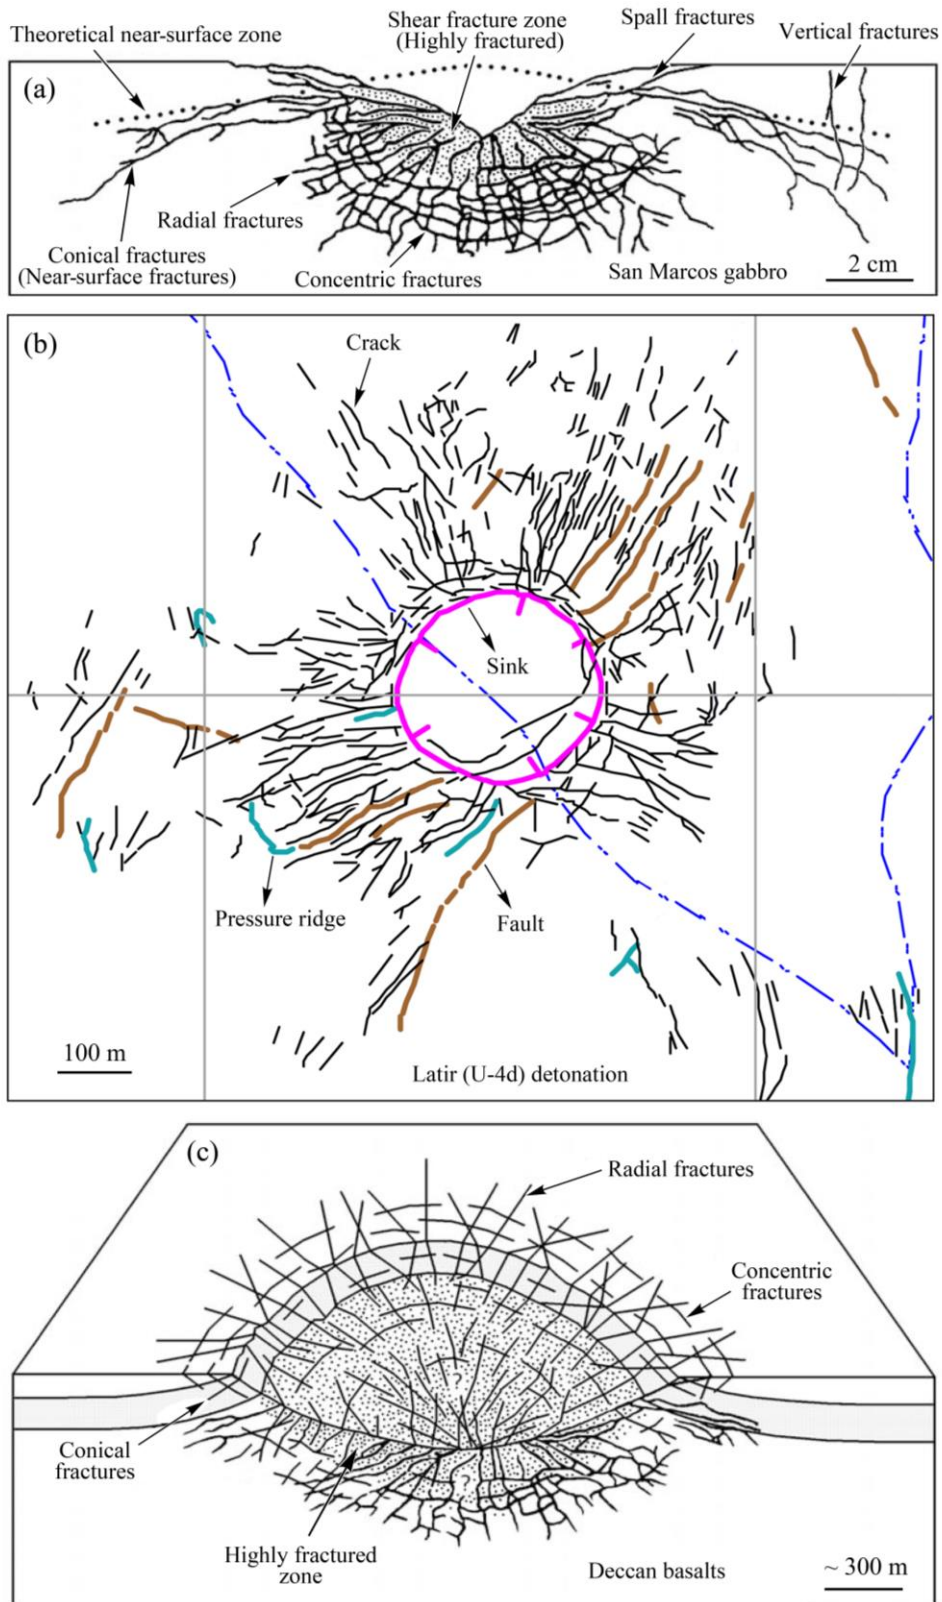 Theoretical near-surface zone
Shear fracture zone
(Highly fractured)
Spall fractures
Vertical fractures
(a)
Radial fractures
Conical fractures
(Near-surface fractures)
Concentric fractures
San Marcos gabbro
2 cm
(b)
Crack
Sink
Pressure ridge
Fault
100 m
Latir (U-4d) detonation
(c)
Radial fractures
Concentric
fractures
?
Conical
fractures
?
Highly fractured
zone
Deccan basalts
~ 300 m